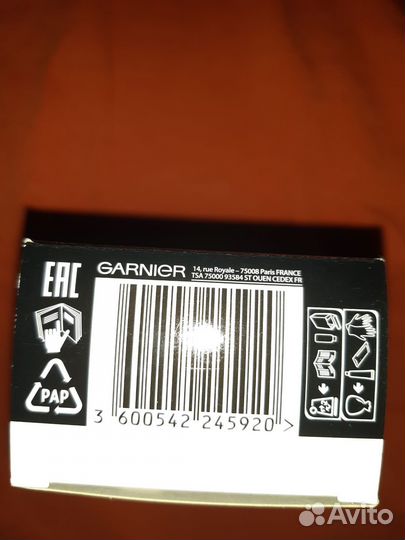 EAC
GARNIER
14, rue Royale – 75008 Paris FRANCE
TSA 75000 93584 ST OUEN CEDEX FR
PAP
3 600542 245920 >
Avito